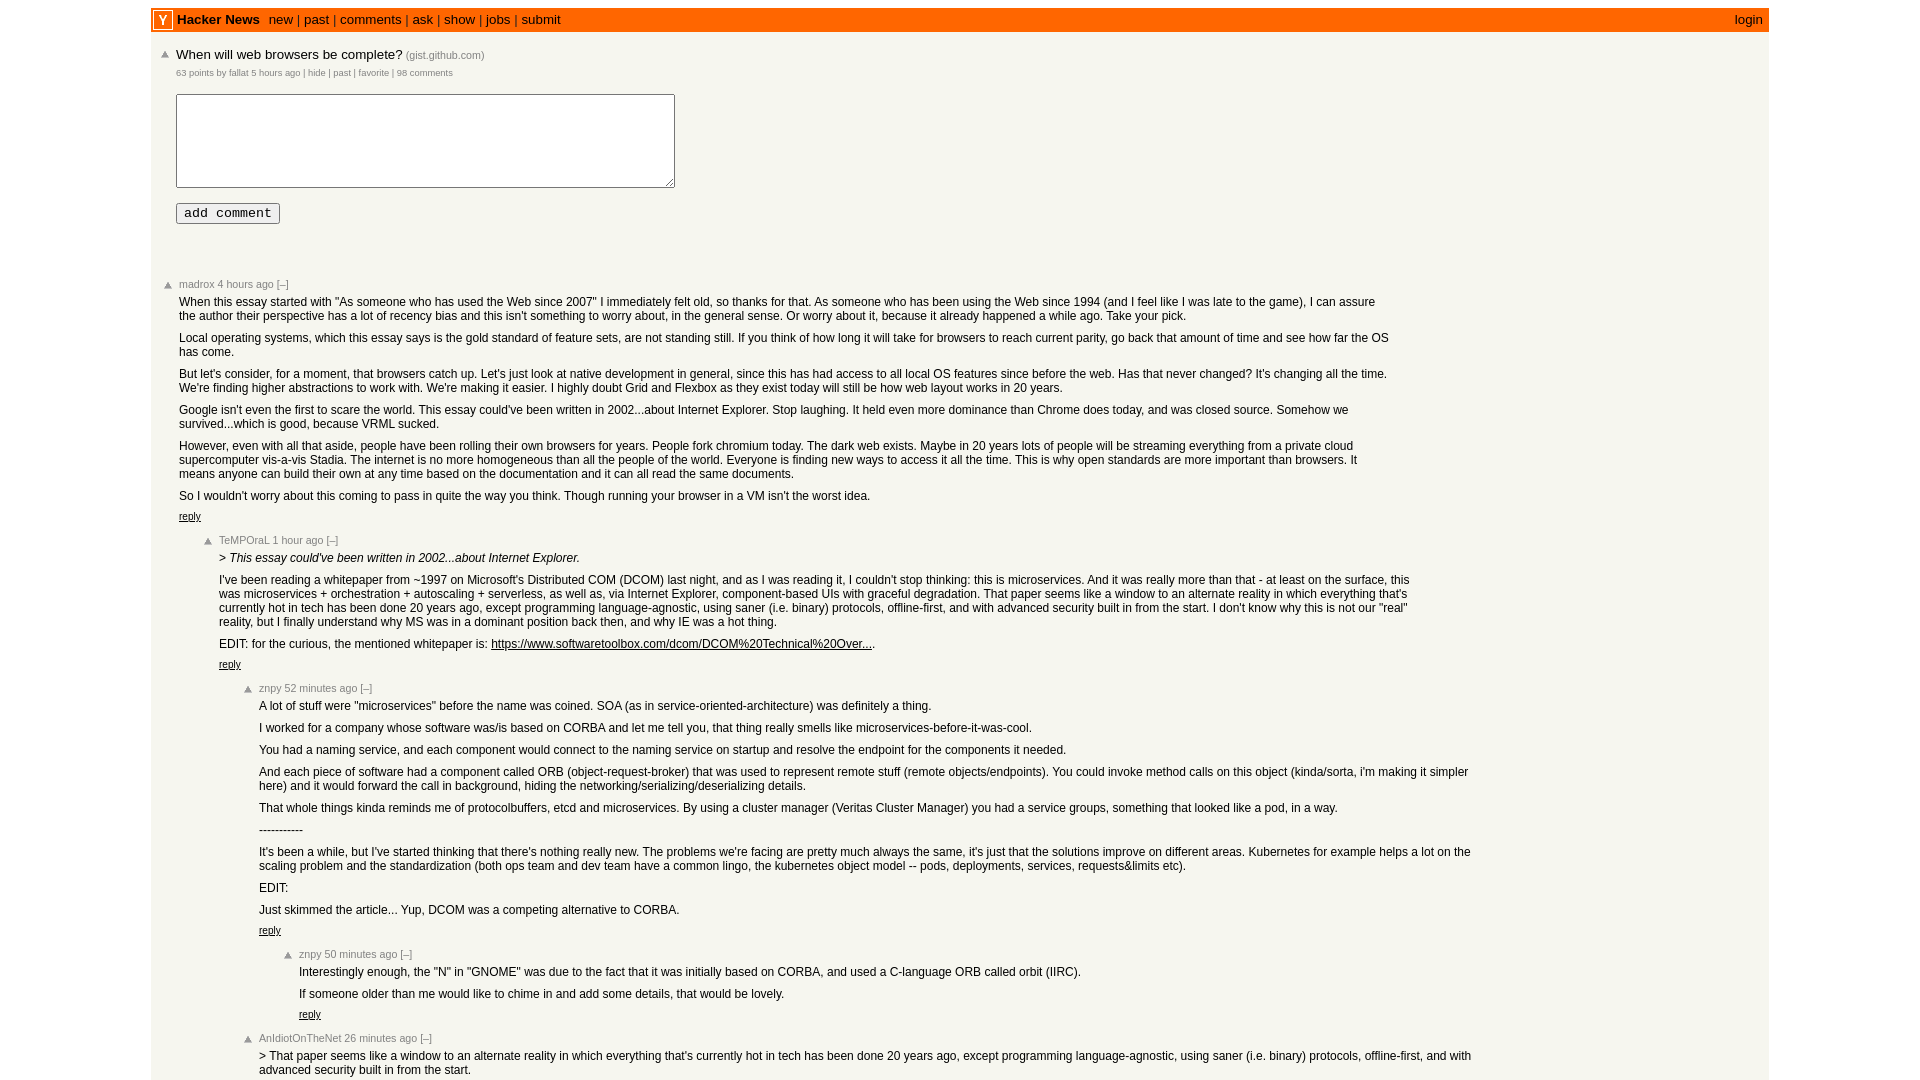 Y Hacker News new | past | comments | ask | show | jobs | submit login
When will web browsers be complete? (gist.github.com)
63 points by fallat 5 hours ago | hide | past | favorite | 98 comments
add comment
madrox 4 hours ago [–]
When this essay started with "As someone who has used the Web since 2007" I immediately felt old, so thanks for that. As someone who has been using the Web since 1994 (and I feel like I was late to the game), I can assure
the author their perspective has a lot of recency bias and this isn't something to worry about, in the general sense. Or worry about it, because it already happened a while ago. Take your pick.
Local operating systems, which this essay says is the gold standard of feature sets, are not standing still. If you think of how long it will take for browsers to reach current parity, go back that amount of time and see how far the OS
has come.
But let's consider, for a moment, that browsers catch up. Let's just look at native development in general, since this has had access to all local OS features since before the web. Has that never changed? It's changing all the time.
We're finding higher abstractions to work with. We're making it easier. I highly doubt Grid and Flexbox as they exist today will still be how web layout works in 20 years.
Google isn't even the first to scare the world. This essay could've been written in 2002...about Internet Explorer. Stop laughing. It held even more dominance than Chrome does today, and was closed source. Somehow we
survived...which is good, because VRML sucked.
However, even with all that aside, people have been rolling their own browsers for years. People fork chromium today. The dark web exists. Maybe in 20 years lots of people will be streaming everything from a private cloud
supercomputer vis-a-vis Stadia. The internet is no more homogeneous than all the people of the world. Everyone is finding new ways to access it all the time. This is why open standards are more important than browsers. It
means anyone can build their own at any time based on the documentation and it can all read the same documents.
So I wouldn't worry about this coming to pass in quite the way you think. Though running your browser in a VM isn't the worst idea.
reply
TeMPOraL 1 hour ago [–]
> This essay could've been written in 2002...about Internet Explorer.
I've been reading a whitepaper from ~1997 on Microsoft's Distributed COM (DCOM) last night, and as I was reading it, I couldn't stop thinking: this is microservices. And it was really more than that - at least on the surface, this
was microservices + orchestration + autoscaling + serverless, as well as, via Internet Explorer, component-based UIs with graceful degradation. That paper seems like a window to an alternate reality in which everything that's
currently hot in tech has been done 20 years ago, except programming language-agnostic, using saner (i.e. binary) protocols, offline-first, and with advanced security built in from the start. I don't know why this is not our "real"
reality, but I finally understand why MS was in a dominant position back then, and why IE was a hot thing.
EDIT: for the curious, the mentioned whitepaper is: https://www.softwaretoolbox.com/dcom/DCOM%20Technical%20Over....
reply
znpy 52 minutes ago [–]
A lot of stuff were "microservices" before the name was coined. SOA (as in service-oriented-architecture) was definitely a thing.
I worked for a company whose software was/is based on CORBA and let me tell you, that thing really smells like microservices-before-it-was-cool.
You had a naming service, and each component would connect to the naming service on startup and resolve the endpoint for the components it needed.
And each piece of software had a component called ORB (object-request-broker) that was used to represent remote stuff (remote objects/endpoints). You could invoke method calls on this object (kinda/sorta, i'm making it simpler
here) and it would forward the call in background, hiding the networking/serializing/deserializing details.
That whole things kinda reminds me of protocolbuffers, etcd and microservices. By using a cluster manager (Veritas Cluster Manager) you had a service groups, something that looked like a pod, in a way.
-----------
It's been a while, but I've started thinking that there's nothing really new. The problems we're facing are pretty much always the same, it's just that the solutions improve on different areas. Kubernetes for example helps a lot on the
scaling problem and the standardization (both ops team and dev team have a common lingo, the kubernetes object model -- pods, deployments, services, requests&limits etc).
EDIT:
Just skimmed the article... Yup, DCOM was a competing alternative to CORBA.
reply
znpy 50 minutes ago [–]
Interestingly enough, the "N" in "GNOME" was due to the fact that it was initially based on CORBA, and used a C-language ORB called orbit (IIRC).
If someone older than me would like to chime in and add some details, that would be lovely.
reply
AnIdiotOnTheNet 26 minutes ago [–]
> That paper seems like a window to an alternate reality in which everything that's currently hot in tech has been done 20 years ago, except programming language-agnostic, using saner (i.e. binary) protocols, offline-first, and with
advanced security built in from the start.